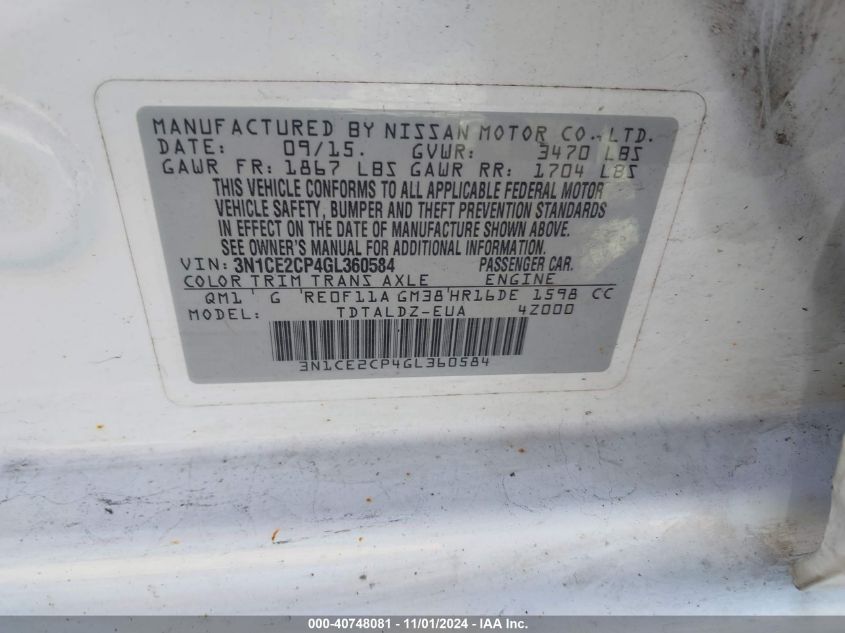 MANUFACTURED BY NISSAN MOTOR CO., LTD.
DATE: 09/15. GVWR: 3470 LBS
GAWR FR: 1867 LBS GAWR RR: 1704 LBS
THIS VEHICLE CONFORMS TO ALL APPLICABLE FEDERAL MOTOR
VEHICLE SAFETY, BUMPER AND THEFT PREVENTION STANDARDS
IN EFFECT ON THE DATE OF MANUFACTURE SHOWN ABOVE.
SEE OWNER'S MANUAL FOR ADDITIONAL INFORMATION.
VIN: 3N1CE2CP4GL360584 PASSENGER CAR.
COLOR TRIM TRANS AXLE ENGINE
QM1 G RE0F11A GM38 HR16DE 1598 CC
MODEL: TDTALDZ-EUA 4Z000
3N1CE2CP4GL360584
000-40748081 - 11/01/2024 - IAA Inc.